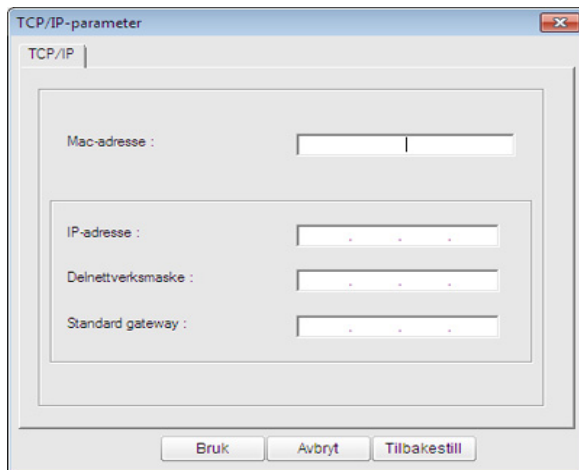 TCP/IP-parameter
TCP/IP
Mac-adresse :
IP-adresse :
. . .
Delnettverksmaske :
. . .
Standard gateway :
. . .
Bruk Avbryt Tilbakestill